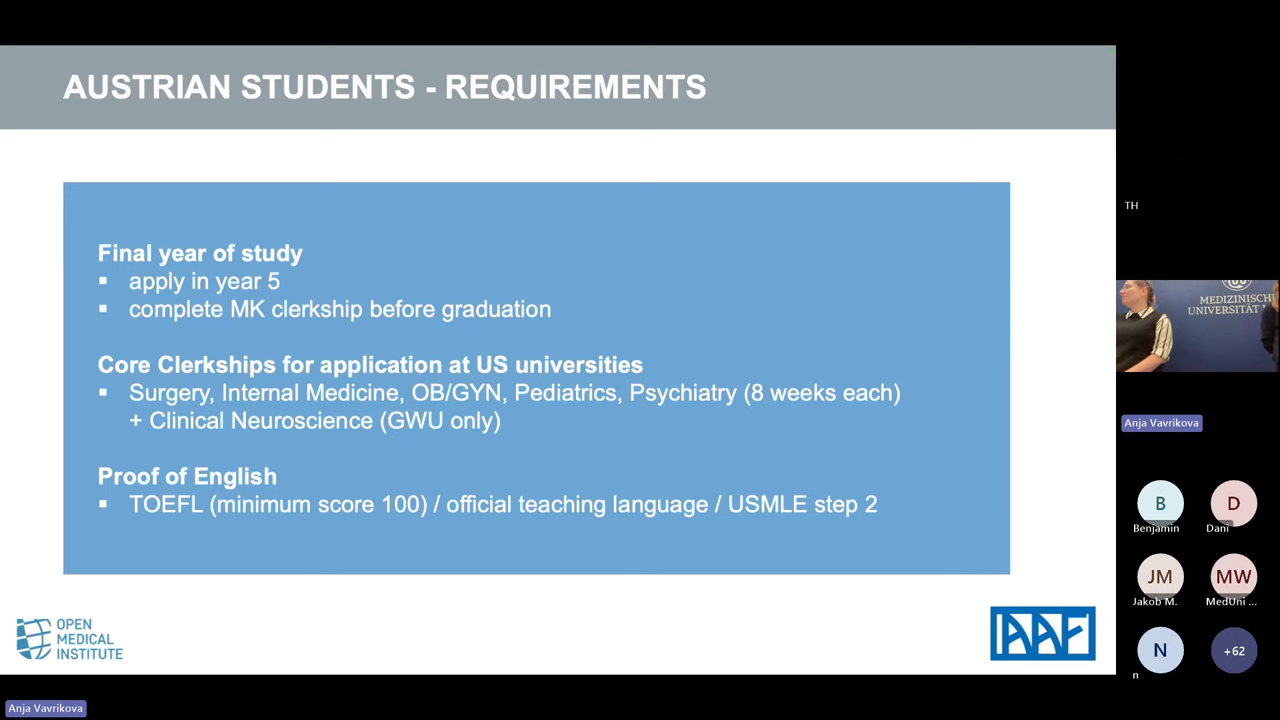 AUSTRIAN STUDENTS - REQUIREMENTS
Final year of study
▪ apply in year 5
▪ complete MK clerkship before graduation
Core Clerkships for application at US universities
▪ Surgery, Internal Medicine, OB/GYN, Pediatrics, Psychiatry (8 weeks each)
+ Clinical Neuroscience (GWU only)
Proof of English
▪ TOEFL (minimum score 100) / official teaching language / USMLE step 2
OPEN
MEDICAL
INSTITUTE
AAF
Anja Vavrikova
TH
MEDIZINISCH
UNIVERSITÄT
Anja Vavrikova
B
Benjamin
D
Dani
JM
Jakob M.
MW
MedUni ...
N
n
+62